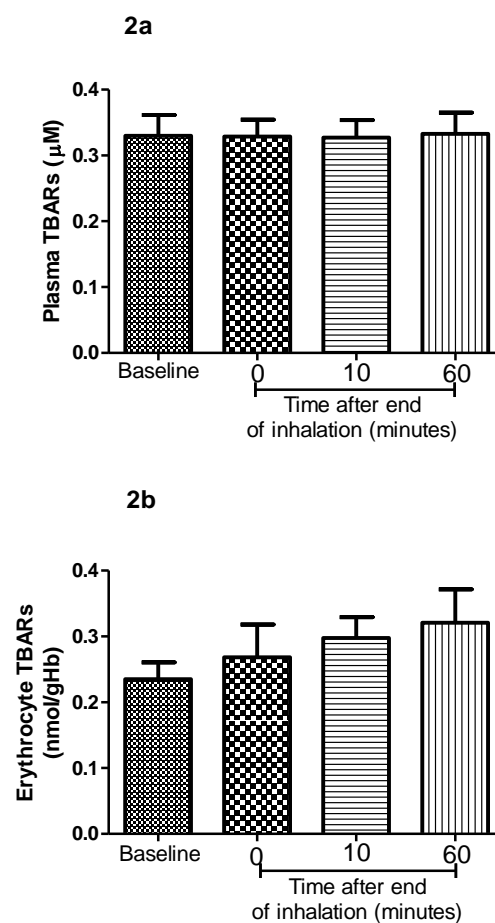 2a
Plasma TBARs (μM)
0.4
0.3
0.2
0.1
0.0
Baseline 0 10 60
Time after end
of inhalation (minutes)
2b
Erythrocyte TBARs
(nmol/gHb)
0.4
0.3
0.2
0.1
0.0
Baseline 0 10 60
Time after end
of inhalation (minutes)